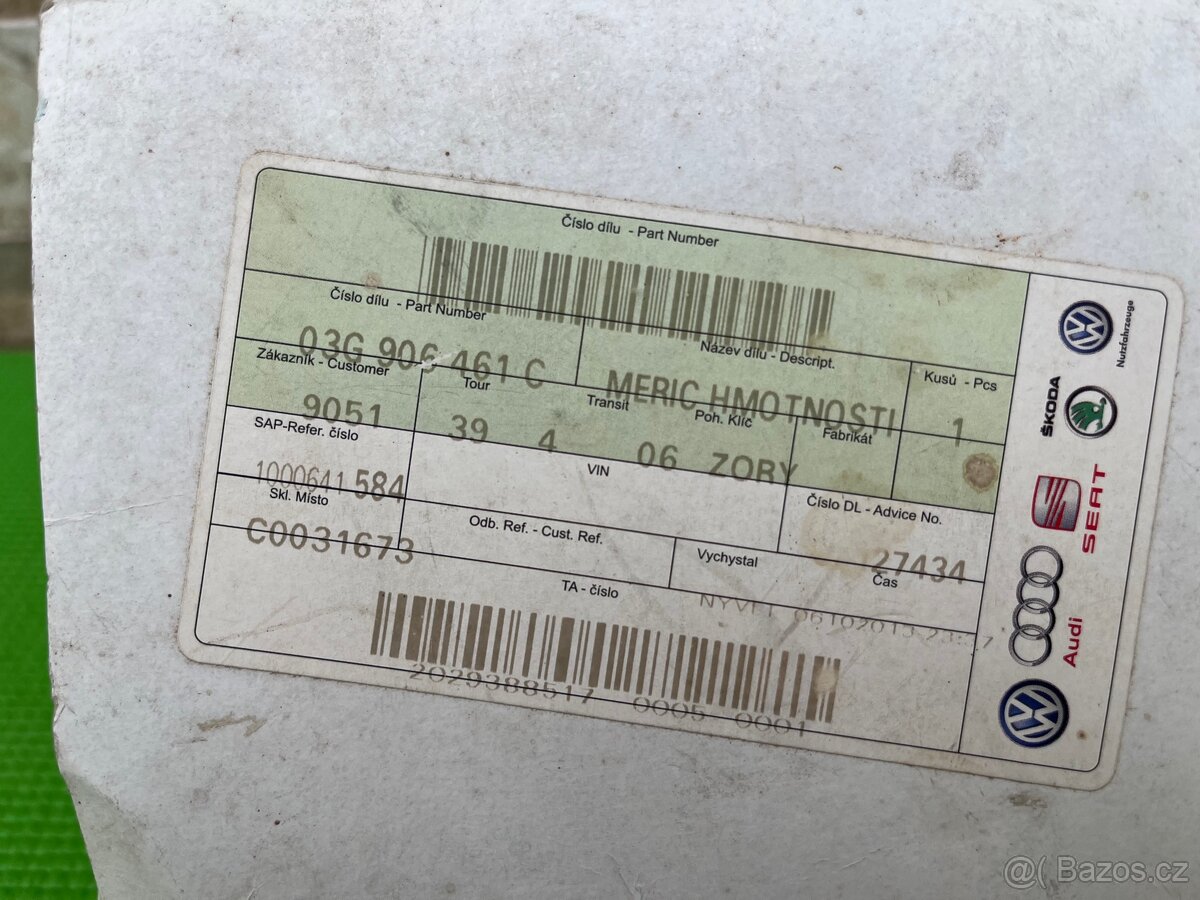 Číslo dílu - Part Number
Číslo dílu - Part Number
03G 906 461 C
Název dílu - Descript.
MERIC HMOTNOSTI
Kusů - Pcs
1
Zákazník - Customer
9051
Tour
39 4
Transit
06
Poh. Klíč
ZORY
Fabrikát
SAP-Refer. číslo
1000641 584
VIN
Číslo DL - Advice No.
27434
Skl. Místo
C0031673
Odb. Ref. - Cust. Ref.
Vychystal
Čas
TA - číslo
2029388517 0005 0001
Nutzfahrzeuge
ŠKODA
SEAT
Audi
@( Bazos.cz